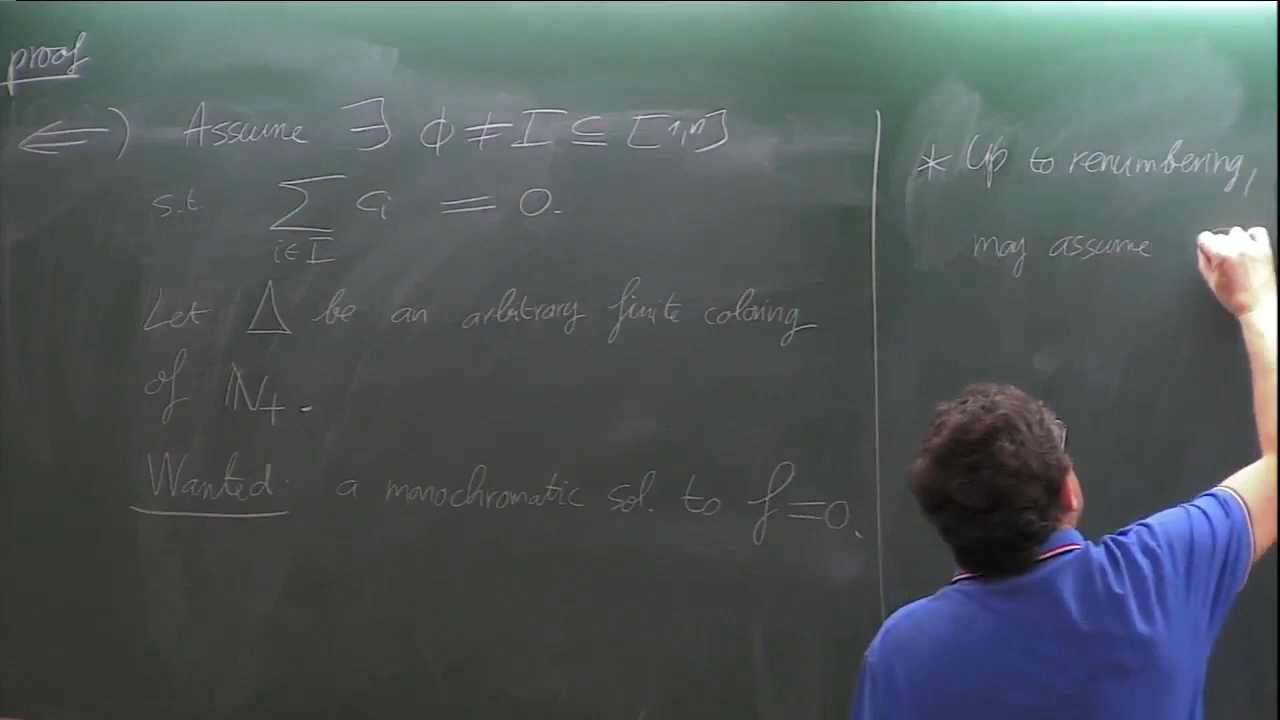 proof
⇐) Assume ∃ ∅ ≠ I ⊆ [1,n]
s.t. ∑_{i∈I} a_i = 0.
Let Δ be an arbitrary finite coloring
of ℕ₊.
Wanted: a monochromatic sol. to f=0.
* Up to renumbering,
may assume